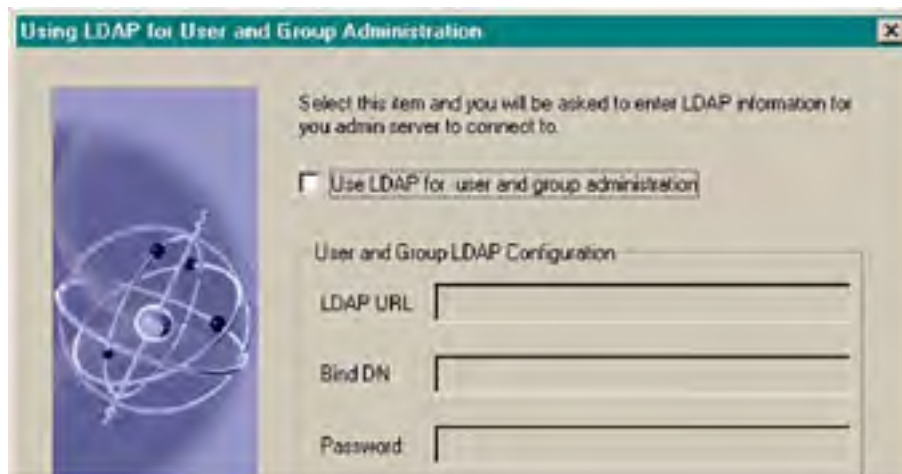 Using LDAP for User and Group Administration
Select this item and you will be asked to enter LDAP information for
you admin server to connect to.
Use LDAP for user and group administration
User and Group LDAP Configuration
LDAP URL
Bind DN
Password